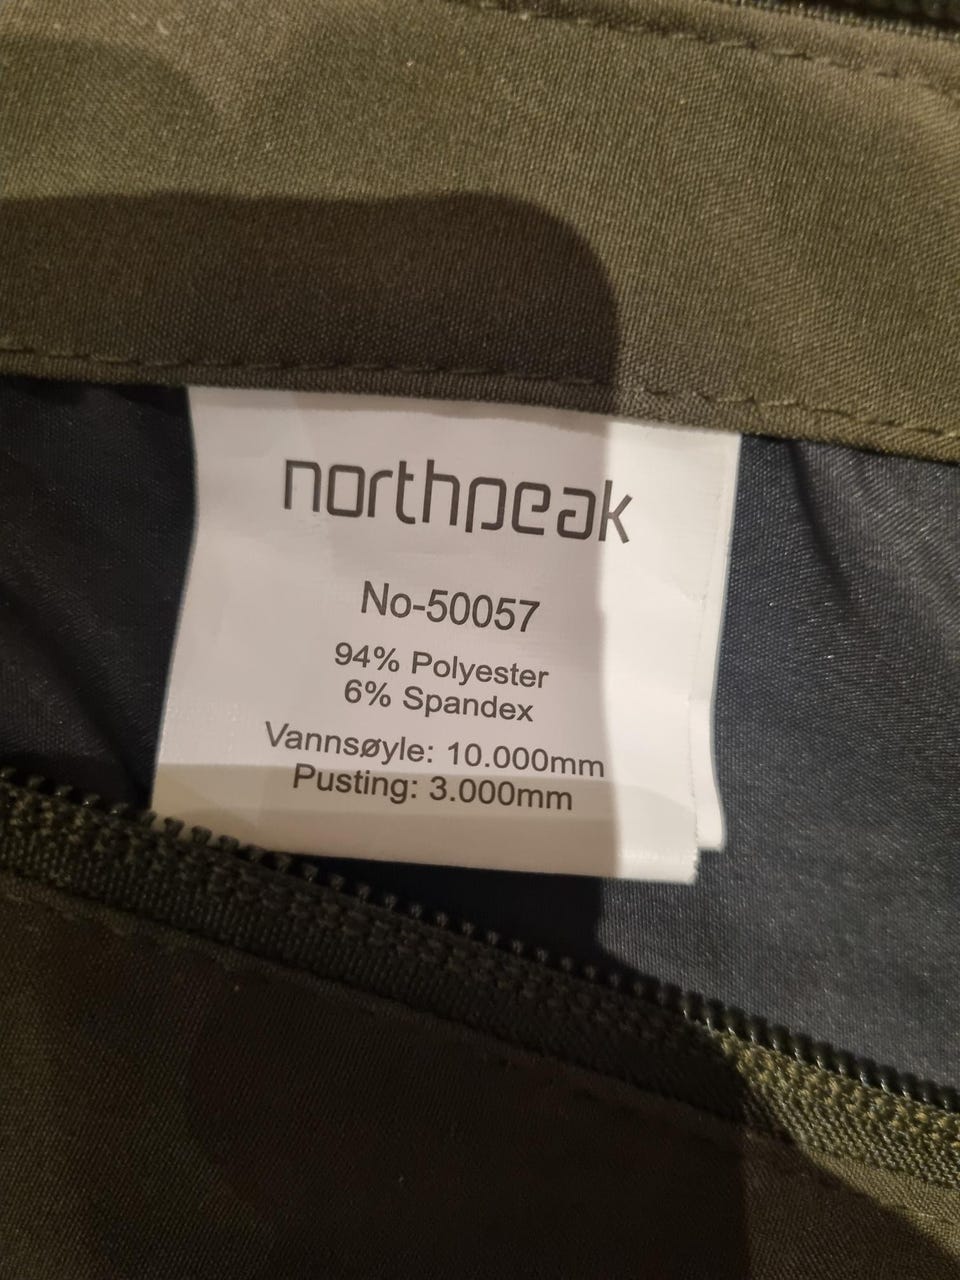 northpeak
No-50057
94% Polyester
6% Spandex
Vannsøyle: 10.000mm
Pusting: 3.000mm